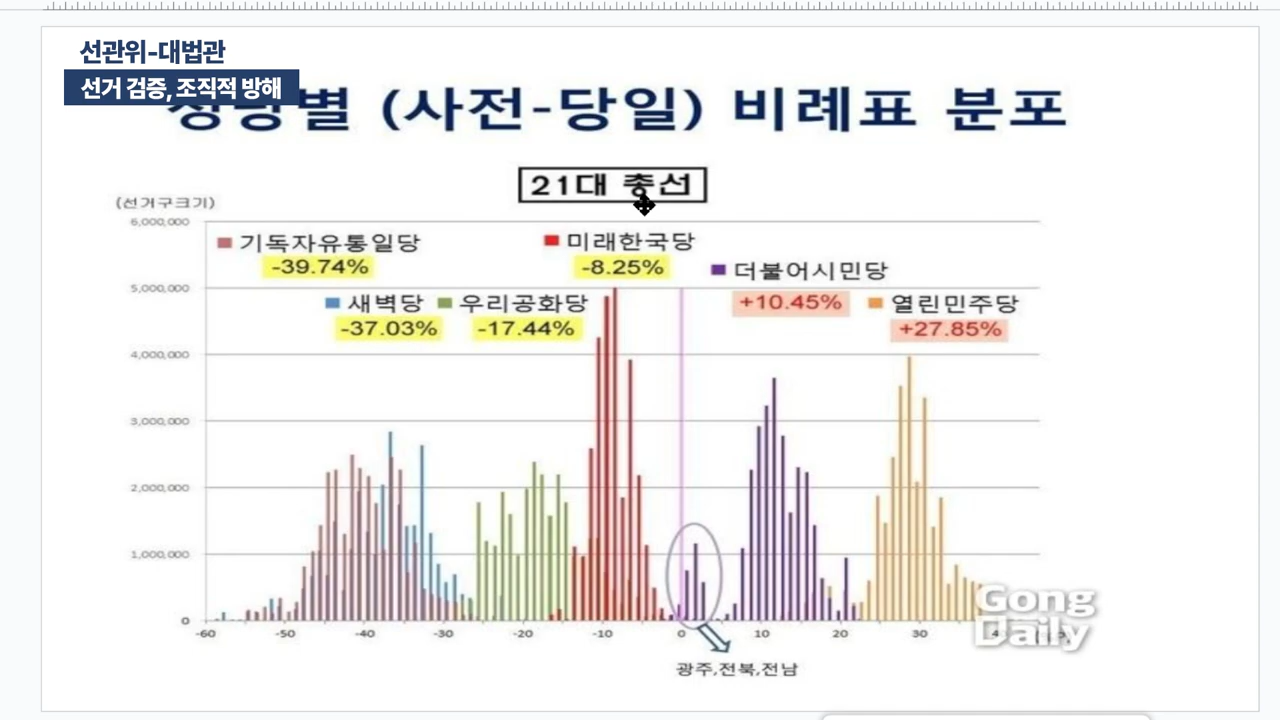 선관위-대법관
선거 검증, 조직적 방해
(사전-당일) 비례표 분포
21대 총선
(선거구크기)
6,000,000
기독자유통일당
미래한국당
-39.74%
-8.25%
더불어시민당
5,000,000
새벽당
우리공화당
+10.45%
열린민주당
-37.03%
-17.44%
+27.85%
4,000,000
3,000,000
2,000,000
1,000,000
0
-60 -50 -40 -30 -20 -10 0 10 20 30
Gong
Daily
광주,전북,전남